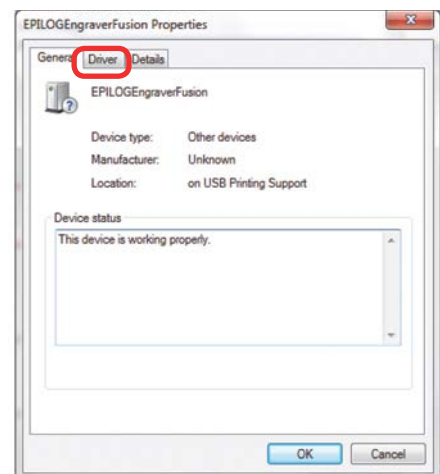 EPILOGEngraverFusion Properties
General Driver Details
EPILOGEngraverFusion
Device type: Other devices
Manufacturer: Unknown
Location: on USB Printing Support
Device status
This device is working properly.
OK Cancel